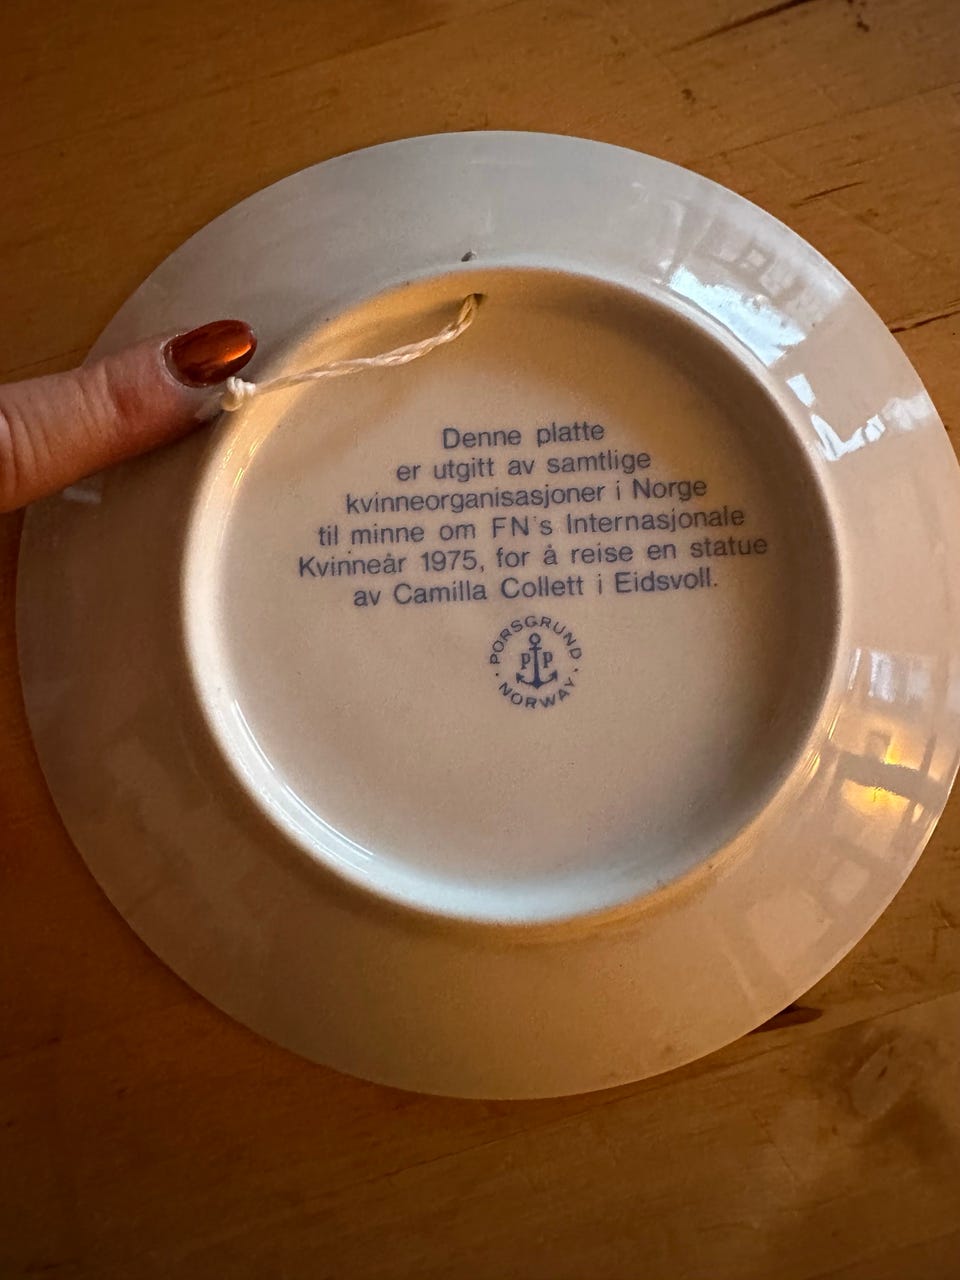 Denne platte
er utgitt av samtlige
kvinneorganisasjoner i Norge
til minne om FN's Internasjonale
Kvinneår 1975, for å reise en statue
av Camilla Collett i Eidsvoll.
PORSGRUND
P P
· NORWAY ·